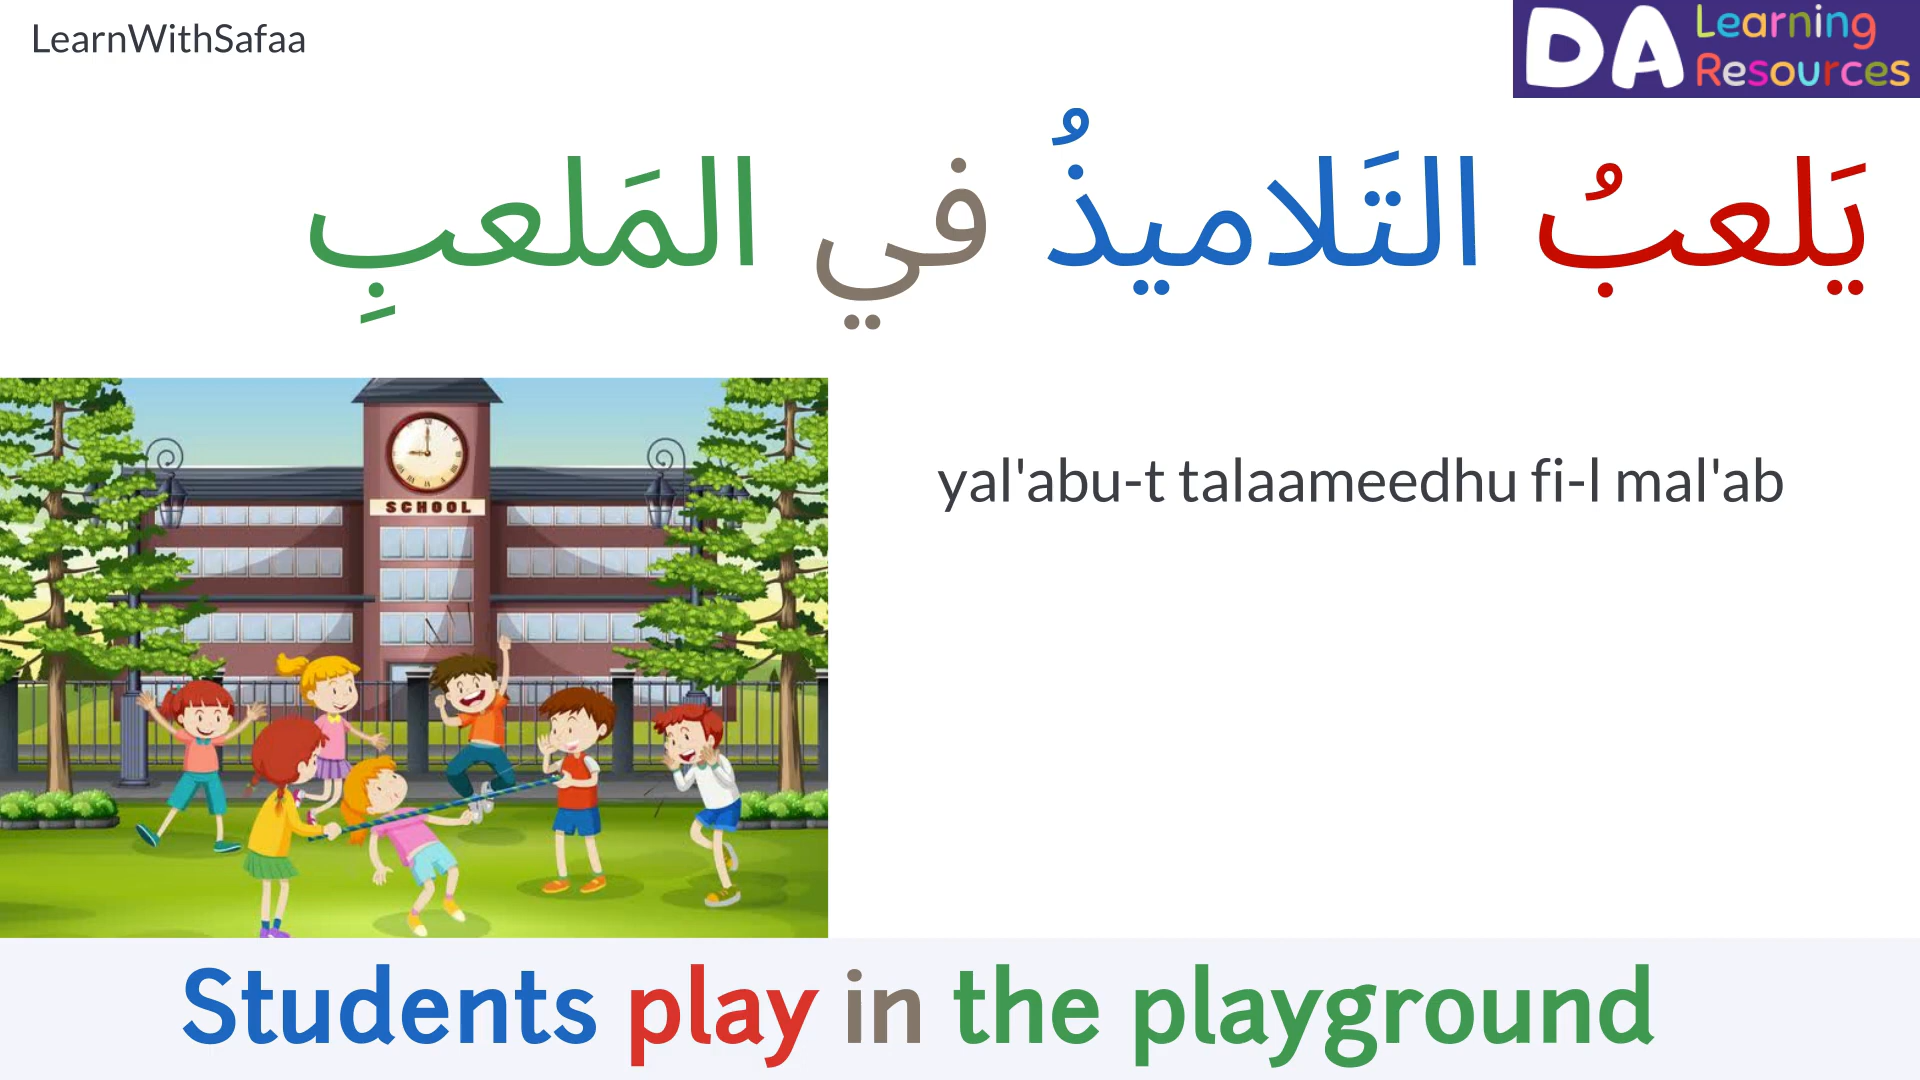 LearnWithSafaa
DA Learning Resources
يَلعبُ التَلاميذُ في المَلعبِ
SCHOOL
yal'abu-t talaameedhu fi-l mal'ab
Students play in the playground